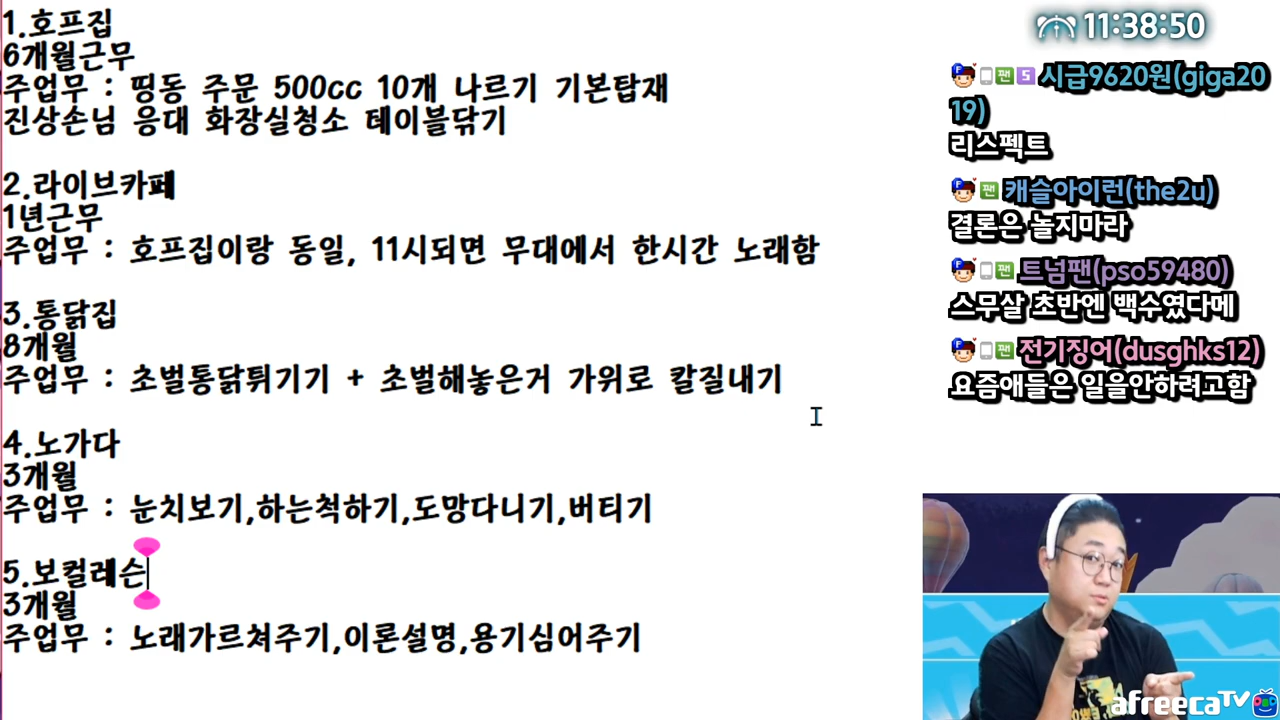 1.호프집
6개월근무
주업무 : 띵동 주문 500cc 10개 나르기 기본탑재
진상손님 응대 화장실청소 테이블닦기
2.라이브카페
1년근무
주업무 : 호프집이랑 동일, 11시되면 무대에서 한시간 노래함
3.통닭집
8개월
주업무 : 초벌통닭튀기기 + 초벌해놓은거 가위로 칼질내기
4.노가다
3개월
주업무 : 눈치보기,하는척하기,도망다니기,버티기
5.보컬레슨
3개월
주업무 : 노래가르쳐주기,이론설명,용기심어주기
11:38:50
F 팬 S 시급9620원(giga20
19)
리스펙트
F 팬 캐슬아이런(the2u)
결론은 놀지마라
F 팬 트넘팬(pso59480)
스무살 초반엔 백수였다메
F 팬 전기징어(dusghks12)
요즘애들은 일을안하려고함
afreecaTV